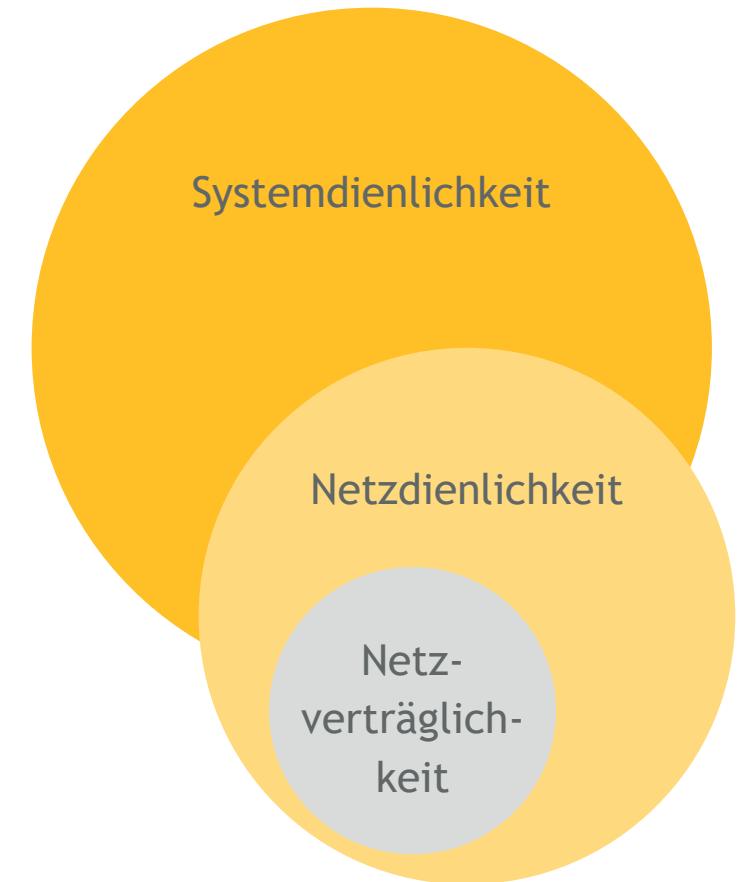 Systemdienlichkeit
Netzdienlichkeit
Netz-
verträglich-
keit